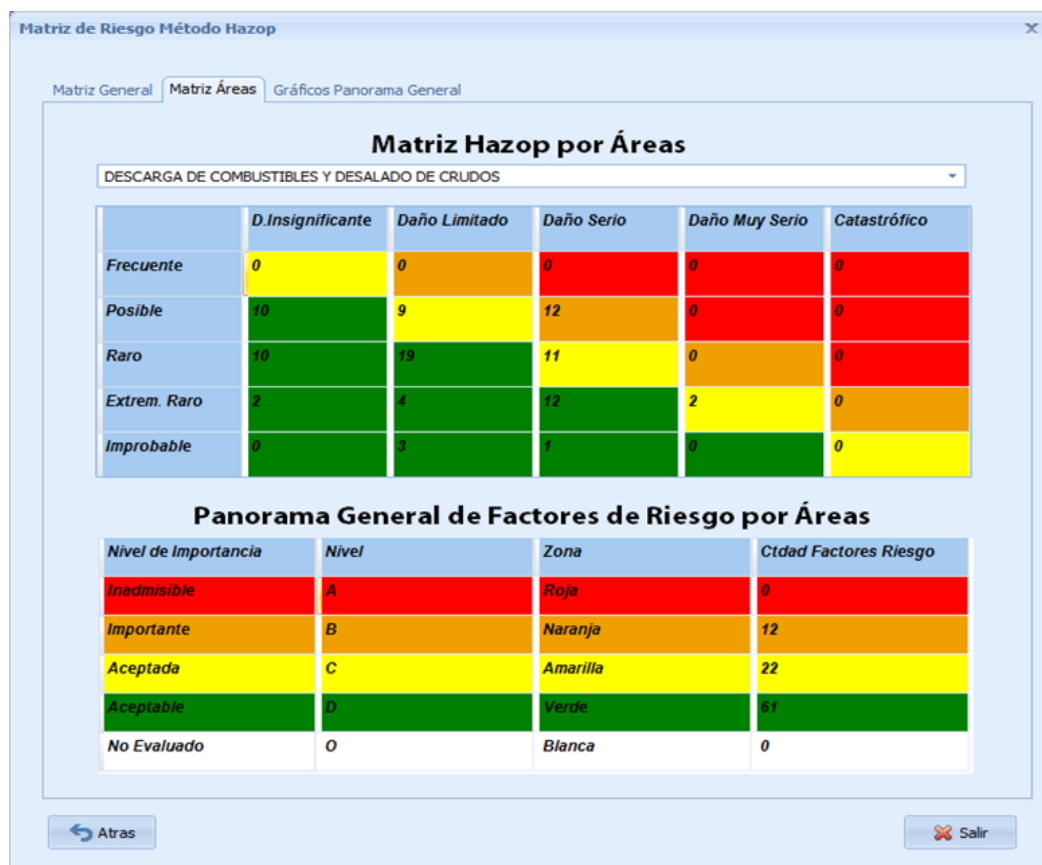 Matriz de Riesgo Método Hazop x
Matriz General Matriz Áreas Gráficos Panorama General
Matriz Hazop por Áreas
DESCARGA DE COMBUSTIBLES Y DESALADO DE CRUDOS
D.Insignificante Daño Limitado Daño Serio Daño Muy Serio Catastrófico
Frecuente 0 0 0 0 0
Posible 10 9 12 0 0
Raro 10 19 11 0 0
Extrem. Raro 2 4 12 2 0
Improbable 0 3 1 0 0
Panorama General de Factores de Riesgo por Áreas
Nivel de Importancia Nivel Zona Ctdad Factores Riesgo
Inadmisible A Roja 0
Importante B Naranja 12
Aceptada C Amarilla 22
Aceptable D Verde 61
No Evaluado O Blanca 0
Atras Salir